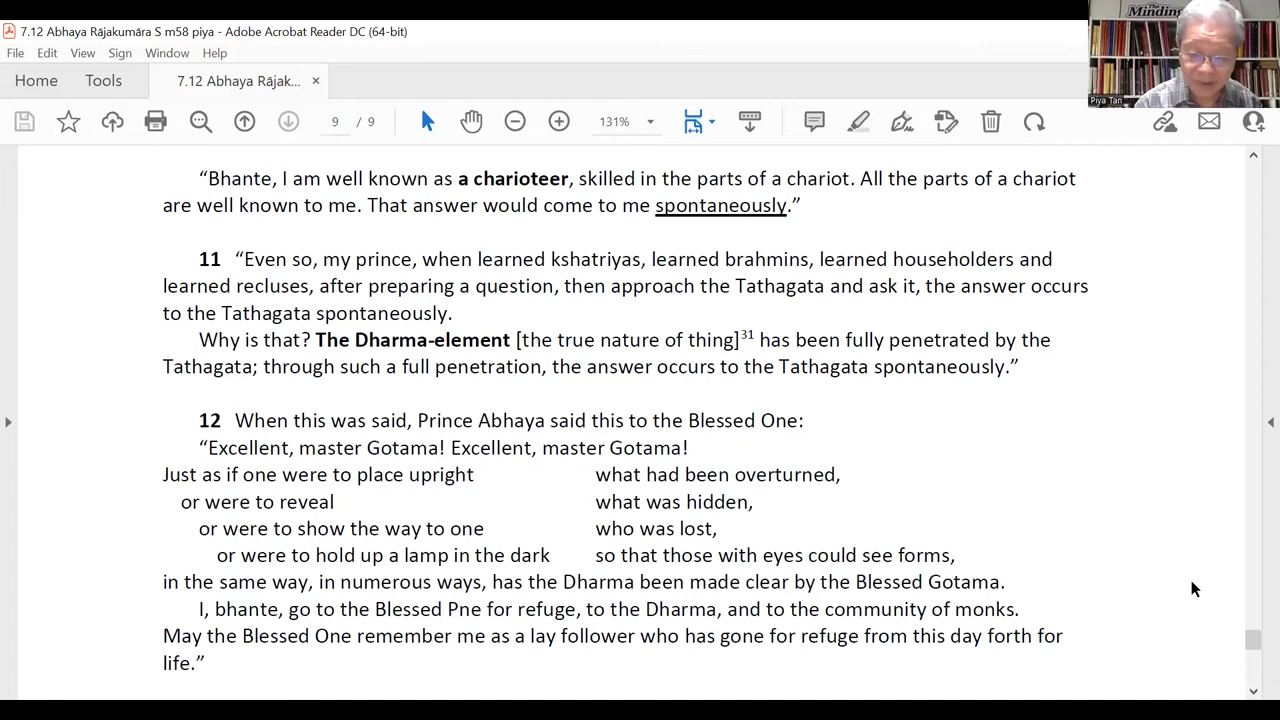 7.12 Abhaya Rājakumāra S m58 piya - Adobe Acrobat Reader DC (64-bit)
File Edit View Sign Window Help
Home Tools 7.12 Abhaya Rājak... ×
9 / 9 131%
The Minding
Piya Tan
“Bhante, I am well known as a charioteer, skilled in the parts of a chariot. All the parts of a chariot
are well known to me. That answer would come to me spontaneously.”
11 “Even so, my prince, when learned kshatriyas, learned brahmins, learned householders and
learned recluses, after preparing a question, then approach the Tathagata and ask it, the answer occurs
to the Tathagata spontaneously.
Why is that? The Dharma-element [the true nature of thing]31 has been fully penetrated by the
Tathagata; through such a full penetration, the answer occurs to the Tathagata spontaneously.”
12 When this was said, Prince Abhaya said this to the Blessed One:
“Excellent, master Gotama! Excellent, master Gotama!
Just as if one were to place upright what had been overturned,
or were to reveal what was hidden,
or were to show the way to one who was lost,
or were to hold up a lamp in the dark so that those with eyes could see forms,
in the same way, in numerous ways, has the Dharma been made clear by the Blessed Gotama.
I, bhante, go to the Blessed Pne for refuge, to the Dharma, and to the community of monks.
May the Blessed One remember me as a lay follower who has gone for refuge from this day forth for
life.”